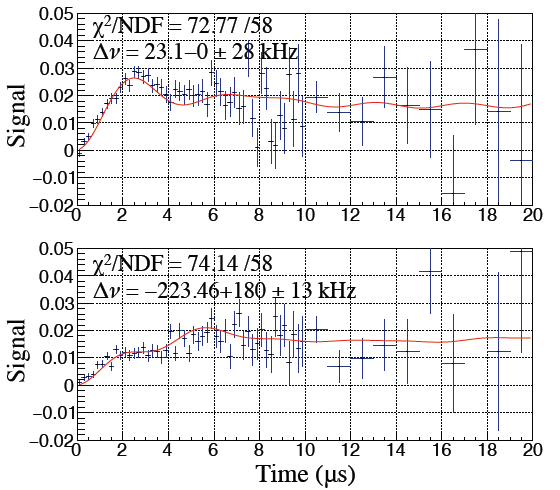 0.05
χ²/NDF = 72.77 /58
0.04
Δν = 23.1−0 ± 28 kHz
0.03
0.02
0.01
0
−0.01
−0.02
Signal
0 2 4 6 8 10 12 14 16 18 20
0.05
χ²/NDF = 74.14 /58
0.04
Δν = −223.46+180 ± 13 kHz
0.03
0.02
0.01
0
−0.01
−0.02
Signal
0 2 4 6 8 10 12 14 16 18 20
Time (μs)